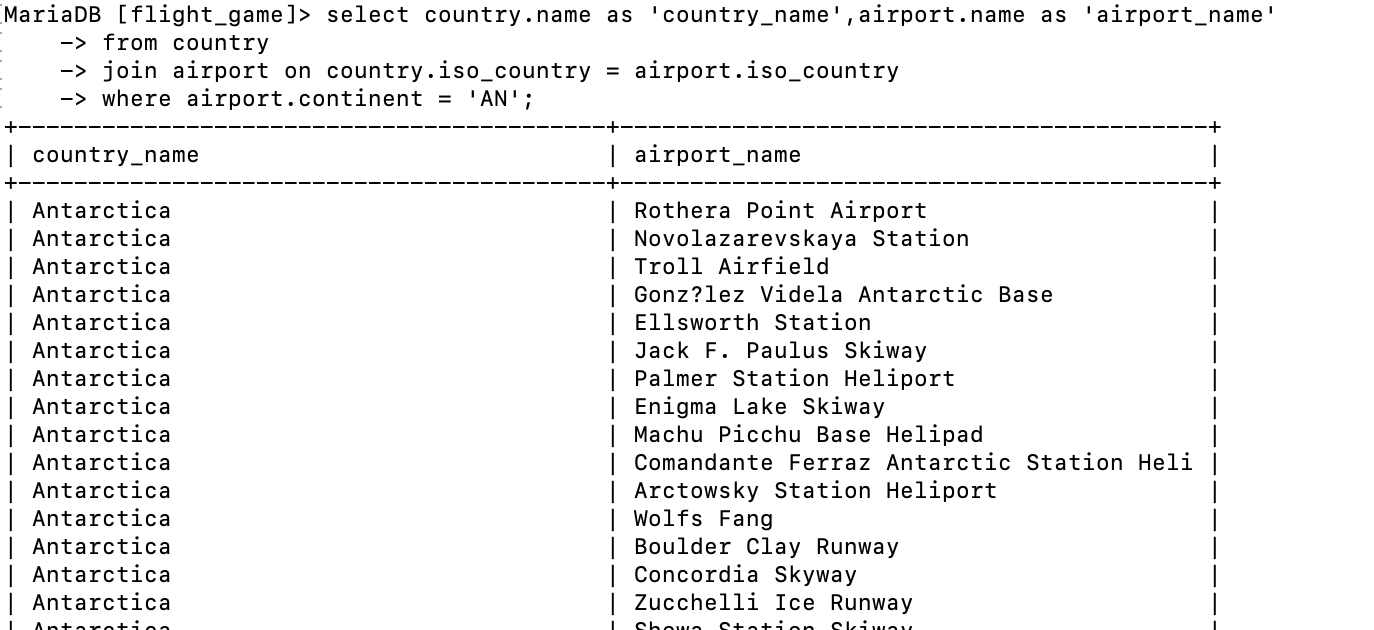 MariaDB [flight_game]> select country.name as 'country_name',airport.name as 'airport_name'
    -> from country
    -> join airport on country.iso_country = airport.iso_country
    -> where airport.continent = 'AN';
+------------------------------------------+------------------------------------------+
| country_name                             | airport_name                             |
+------------------------------------------+------------------------------------------+
| Antarctica                               | Rothera Point Airport                    |
| Antarctica                               | Novolazarevskaya Station                 |
| Antarctica                               | Troll Airfield                           |
| Antarctica                               | Gonz?lez Videla Antarctic Base           |
| Antarctica                               | Ellsworth Station                        |
| Antarctica                               | Jack F. Paulus Skiway                    |
| Antarctica                               | Palmer Station Heliport                  |
| Antarctica                               | Enigma Lake Skiway                       |
| Antarctica                               | Machu Picchu Base Helipad                |
| Antarctica                               | Comandante Ferraz Antarctic Station Heli |
| Antarctica                               | Arctowsky Station Heliport               |
| Antarctica                               | Wolfs Fang                               |
| Antarctica                               | Boulder Clay Runway                      |
| Antarctica                               | Concordia Skyway                         |
| Antarctica                               | Zucchelli Ice Runway                     |
| Antarctica                               | Showa Station Skiway                     |